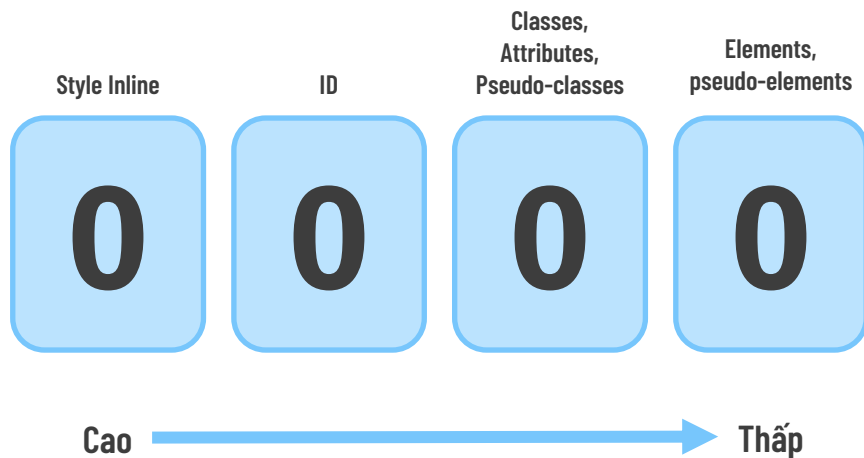 Style Inline
ID
Classes,
Attributes,
Pseudo-classes
Elements,
pseudo-elements
0
0
0
0
Cao
Thấp